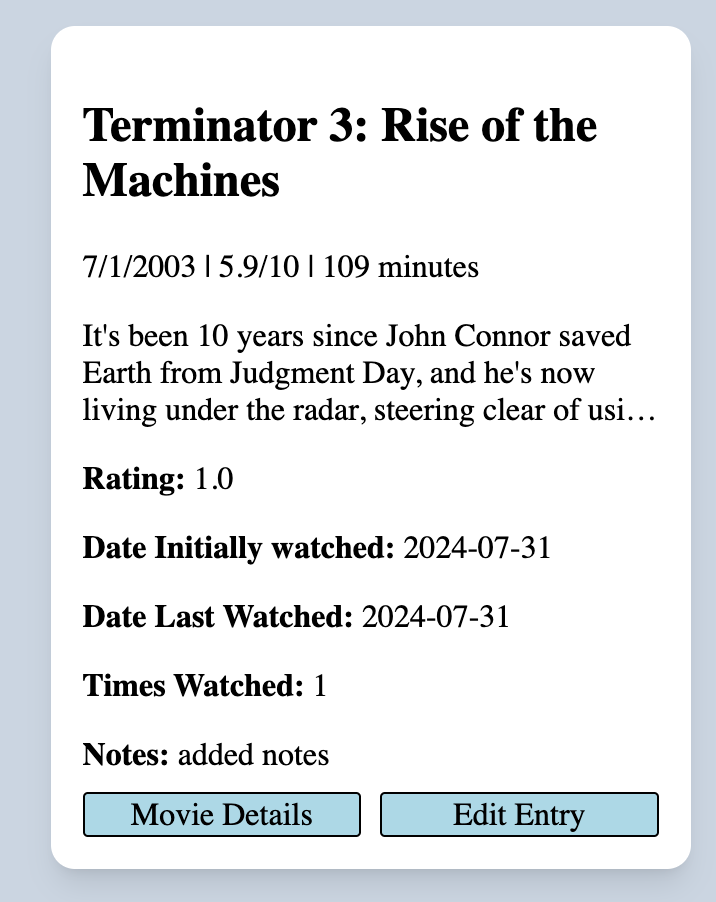 Terminator 3: Rise of the
Machines
7/1/2003 | 5.9/10 | 109 minutes
It's been 10 years since John Connor saved
Earth from Judgment Day, and he's now
living under the radar, steering clear of usi…
Rating: 1.0
Date Initially watched: 2024-07-31
Date Last Watched: 2024-07-31
Times Watched: 1
Notes: added notes
Movie Details
Edit Entry